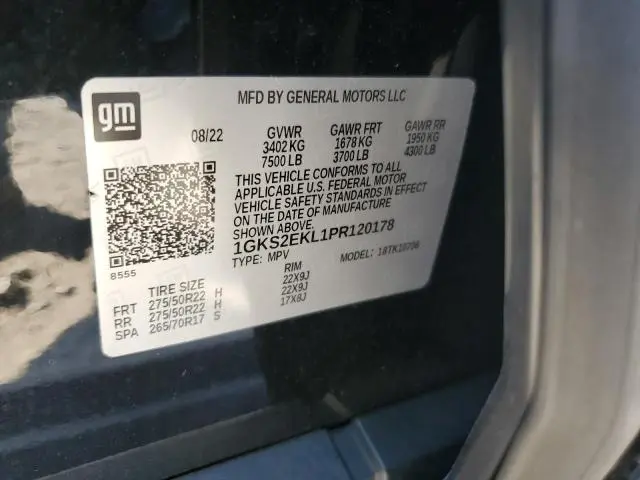 gm
MFD BY GENERAL MOTORS LLC
08/22 GVWR GAWR FRT GAWR RR
3402 KG 1678 KG 1950 KG
7500 LB 3700 LB 4300 LB
THIS VEHICLE CONFORMS TO ALL
APPLICABLE U.S. FEDERAL MOTOR
VEHICLE SAFETY STANDARDS IN EFFECT
ON THE DATE OF MANUFACTURE
SHOWN ABOVE.
1GKS2EKL1PR120178
8555 TYPE: MPV MODEL: 18TK10706
TIRE SIZE RIM
FRT 275/50R22 H 22X9J
RR 275/50R22 H 22X9J
SPA 265/70R17 S 17X8J